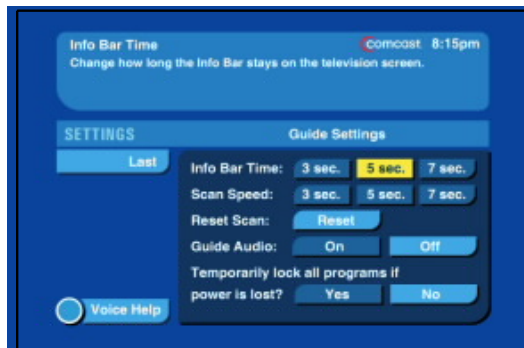 Info Bar Time
comcast 8:15pm
Change how long the Info Bar stays on the television screen.
SETTINGS
Guide Settings
Last
Info Bar Time: 3 sec. 5 sec. 7 sec.
Scan Speed: 3 sec. 5 sec. 7 sec.
Reset Scan: Reset
Guide Audio: On Off
Temporarily lock all programs if
power is lost? Yes No
Voice Help